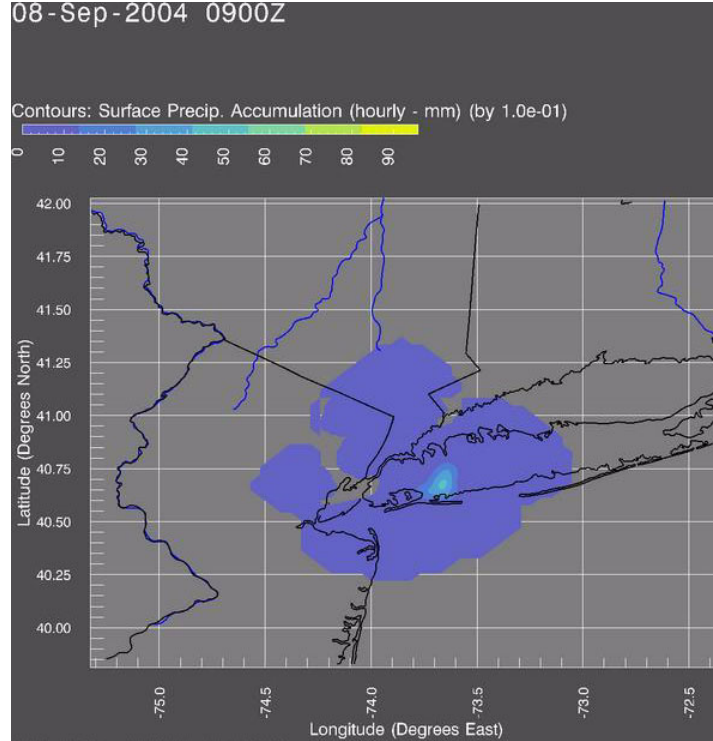 08-Sep-2004 0900Z
Contours: Surface Precip. Accumulation (hourly - mm) (by 1.0e-01)
0 10 20 30 40 50 60 70 80 90
42.00
41.75
41.50
41.25
41.00
40.75
40.50
40.25
40.00
Latitude (Degrees North)
-75.0 -74.5 -74.0 -73.5 -73.0 -72.5
Longitude (Degrees East)